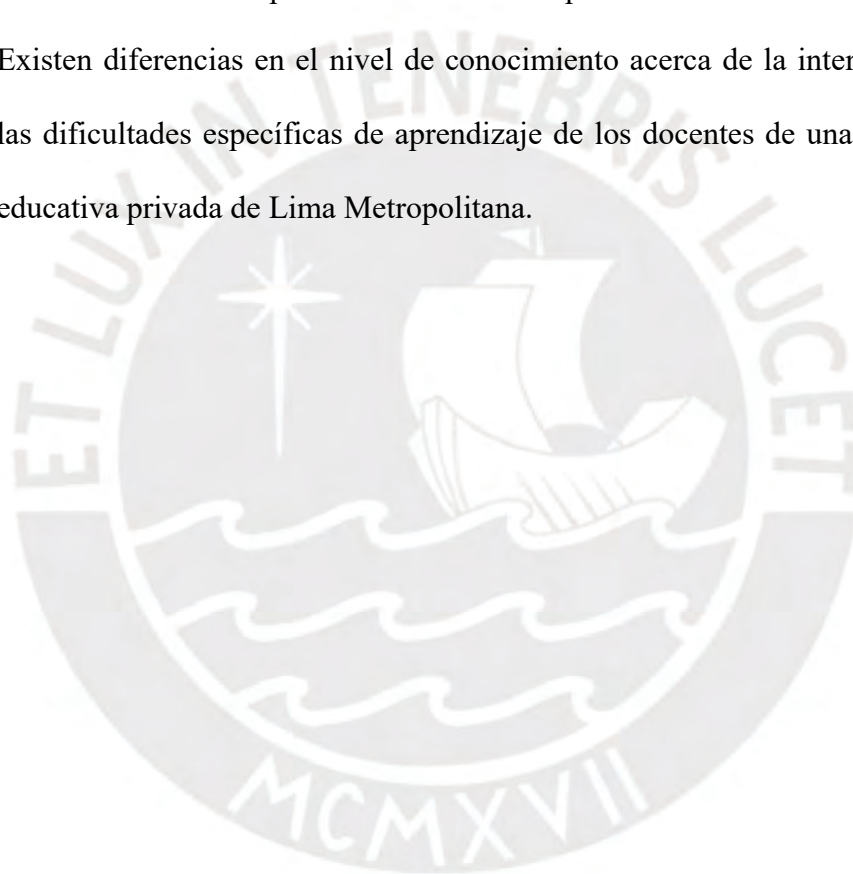 Existen diferencias en el nivel de conocimiento acerca de la inter
las dificultades específicas de aprendizaje de los docentes de una
educativa privada de Lima Metropolitana.
ET LUX IN TENEBRIS LUCET
MCMXVII